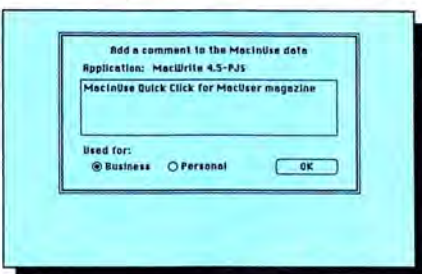 Add a comment to the MacInUse data
Application: MacWrite 4.5-PJS
MacInUse Quick Click for MacUser magazine
Used for:
Business Personal OK